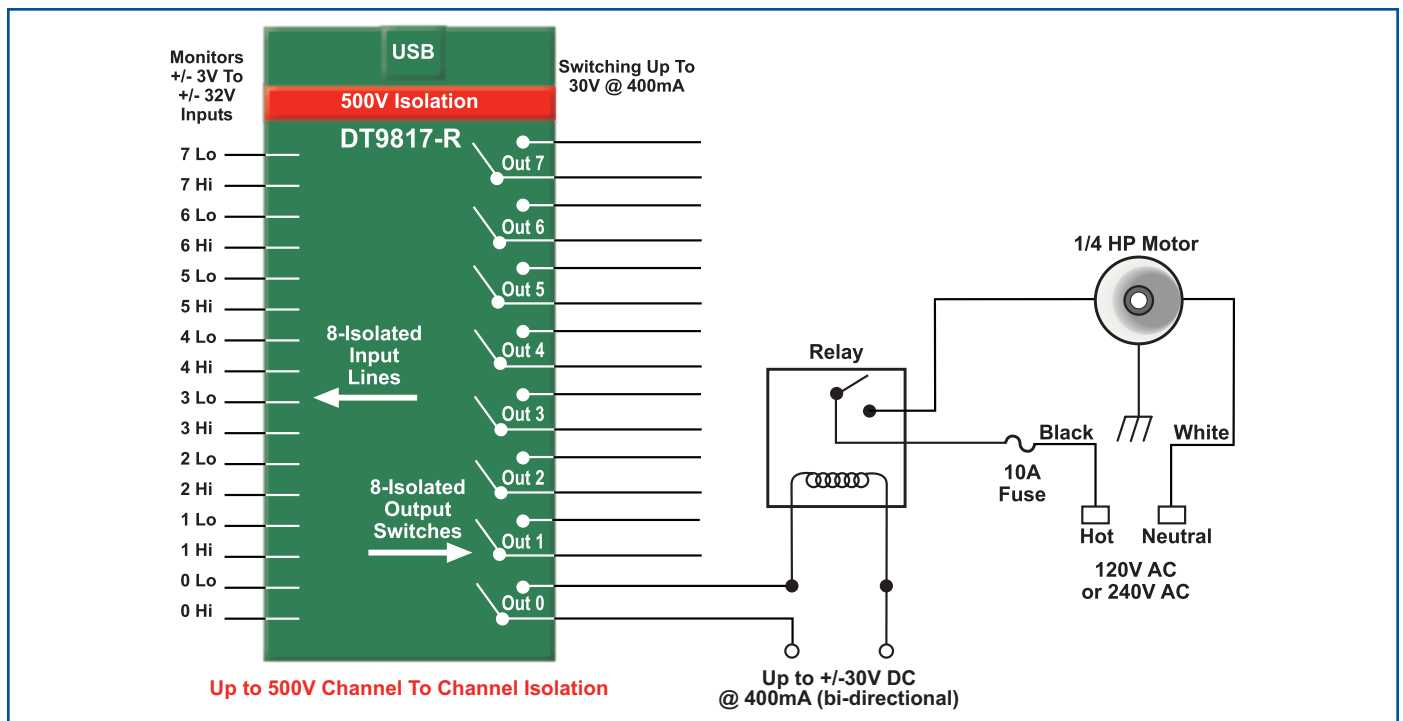 Monitors
+/- 3V To
+/- 32V
Inputs
USB
500V Isolation
DT9817-R
Switching Up To
30V @ 400mA
7 Lo
7 Hi
6 Lo
6 Hi
5 Lo
5 Hi
4 Lo
4 Hi
3 Lo
3 Hi
2 Lo
2 Hi
1 Lo
1 Hi
0 Lo
0 Hi
8-Isolated
Input
Lines
8-Isolated
Output
Switches
Out 7
Out 6
Out 5
Out 4
Out 3
Out 2
Out 1
Out 0
Relay
1/4 HP Motor
Black
White
10A
Fuse
Hot
Neutral
120V AC
or 240V AC
Up to +/-30V DC
@ 400mA (bi-directional)
Up to 500V Channel To Channel Isolation